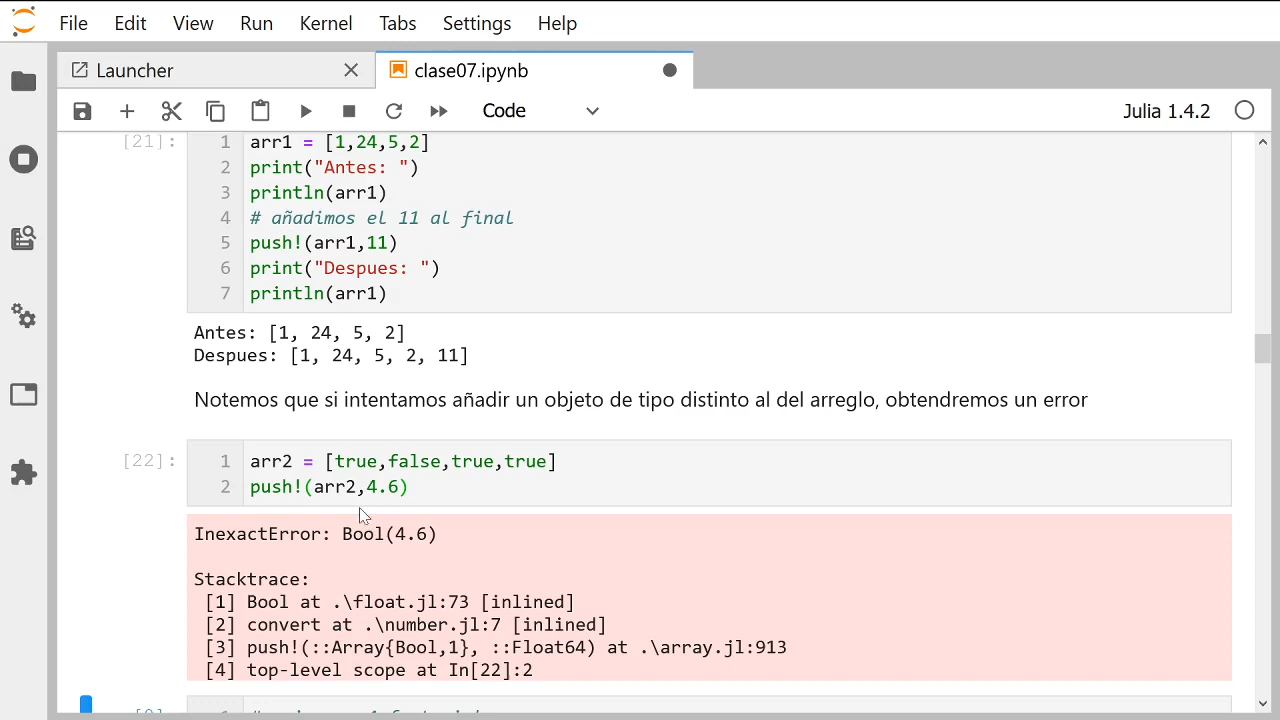 File Edit View Run Kernel Tabs Settings Help
Launcher
clase07.ipynb
Code
Julia 1.4.2
[21]:
1 arr1 = [1,24,5,2]
2 print("Antes: ")
3 println(arr1)
4 # añadimos el 11 al final
5 push!(arr1,11)
6 print("Despues: ")
7 println(arr1)
Antes: [1, 24, 5, 2]
Despues: [1, 24, 5, 2, 11]
Notemos que si intentamos añadir un objeto de tipo distinto al del arreglo, obtendremos un error
[22]:
1 arr2 = [true,false,true,true]
2 push!(arr2,4.6)
InexactError: Bool(4.6)
Stacktrace:
[1] Bool at .\float.jl:73 [inlined]
[2] convert at .\number.jl:7 [inlined]
[3] push!(::Array{Bool,1}, ::Float64) at .\array.jl:913
[4] top-level scope at In[22]:2